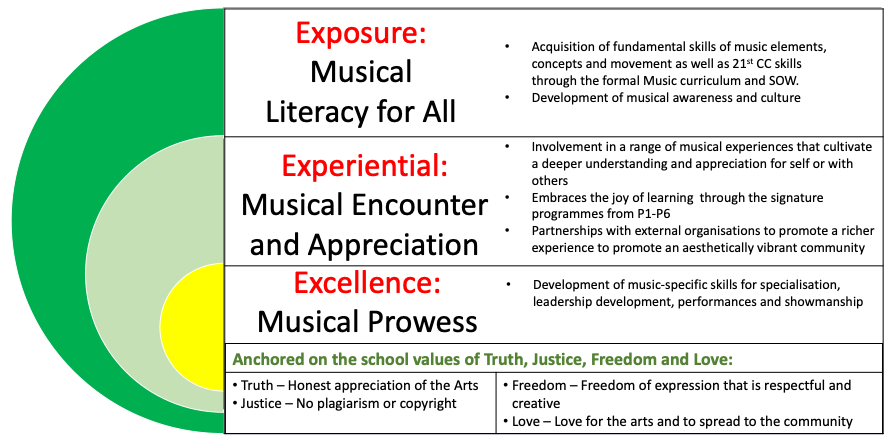 Exposure:
Musical
Literacy for All
• Acquisition of fundamental skills of music elements,
concepts and movement as well as 21st CC skills
through the formal Music curriculum and SOW.
• Development of musical awareness and culture
Experiential:
Musical Encounter
and Appreciation
• Involvement in a range of musical experiences that cultivate
a deeper understanding and appreciation for self or with
others
• Embraces the joy of learning through the signature
programmes from P1-P6
• Partnerships with external organisations to promote a richer
experience to promote an aesthetically vibrant community
Excellence:
Musical Prowess
• Development of music-specific skills for specialisation,
leadership development, performances and showmanship
Anchored on the school values of Truth, Justice, Freedom and Love:
• Truth – Honest appreciation of the Arts
• Justice – No plagiarism or copyright
• Freedom – Freedom of expression that is respectful and
creative
• Love – Love for the arts and to spread to the community